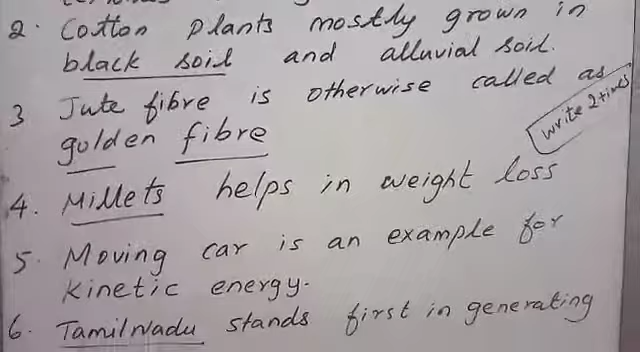 2. Cotton plants mostly grown in
black soil and alluvial soil.
3 Jute fibre is otherwise called as
golden fibre
write 2 times
4. Millets helps in weight loss
5. Moving car is an example for
kinetic energy.
6. TamilNadu stands first in generating